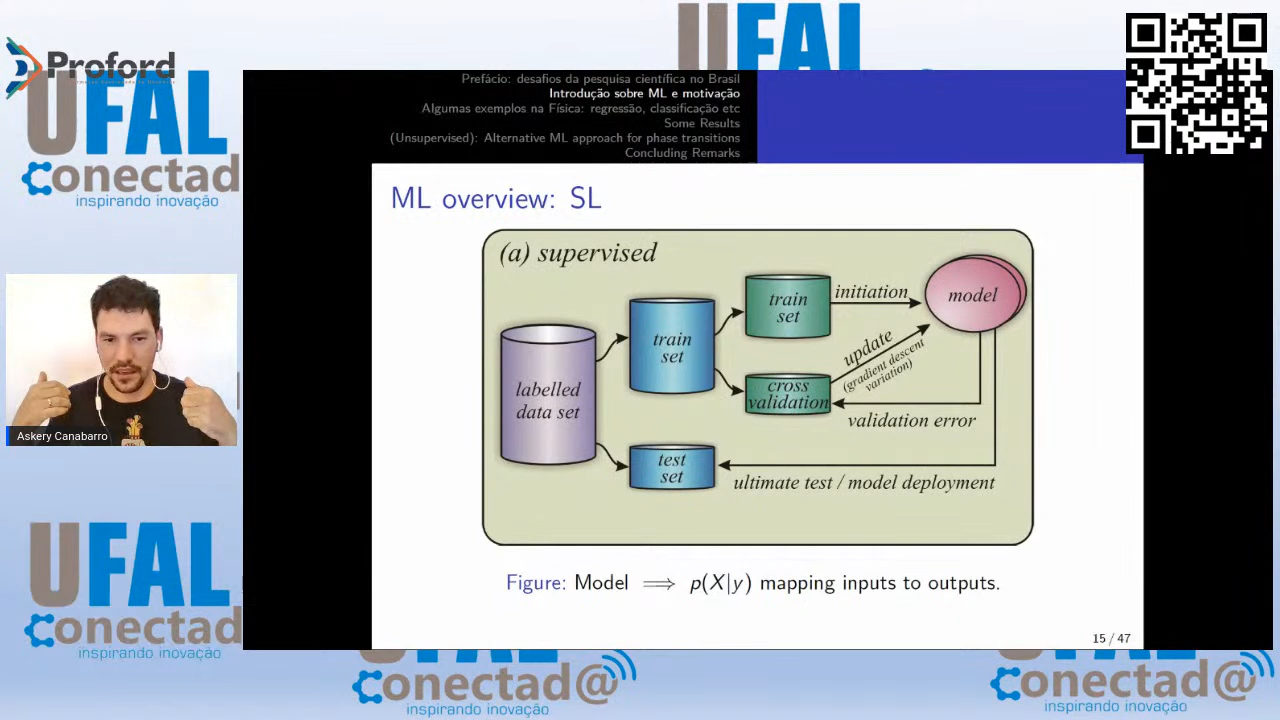 Proford
UFAL
conectad
inspirando inovação
UFAL
Prefácio: desafios da pesquisa científica no Brasil
Introdução sobre ML e motivação
Algumas exemplos na Física: regressão, classificação etc
Some Results
(Unsupervised): Alternative ML approach for phase transitions
Concluding Remarks
ML overview: SL
(a) supervised
labelled
data set
train
set
test
set
train
set
cross
validation
initiation
update
(gradient descent
variation)
model
validation error
ultimate test / model deployment
Figure: Model ⟹ p(X|y) mapping inputs to outputs.
15 / 47
Askery Canabarro
UFAL
conectad
inspirando inovação
conectad@
inspirando inovação
conectad@
inspirando inovação